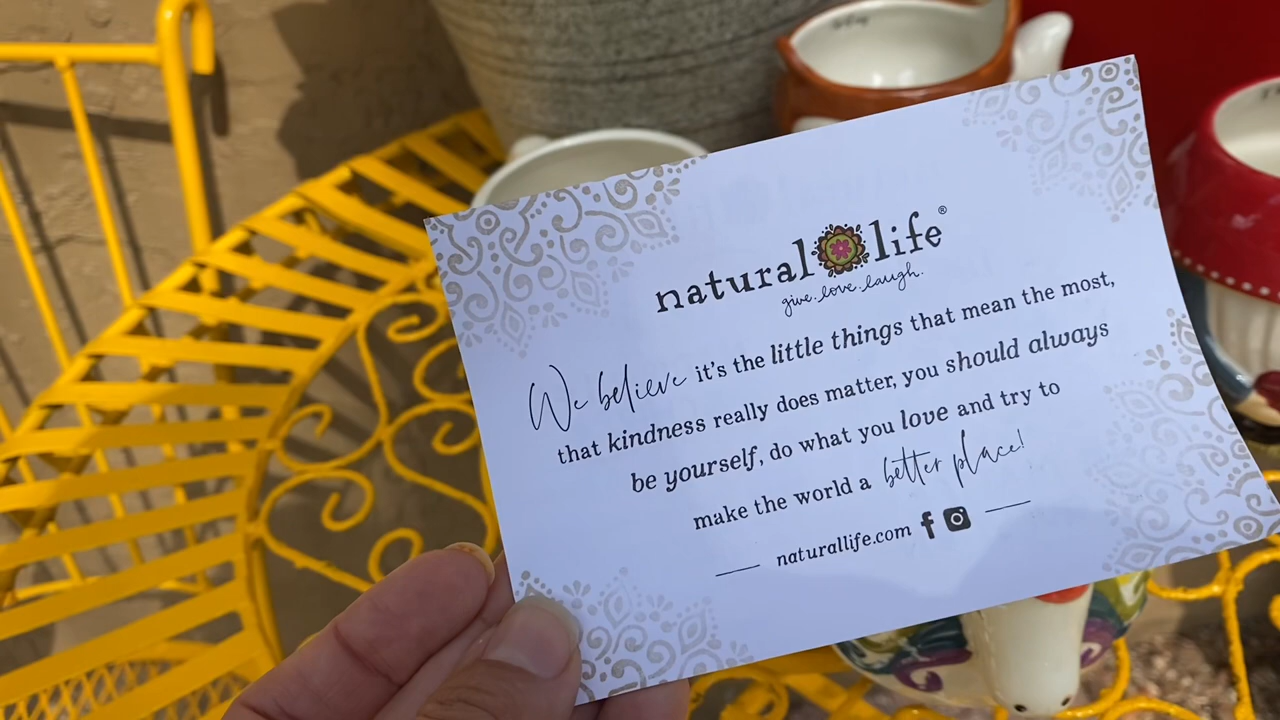 natural life®
give.love.laugh.
We believe it's the little things that mean the most,
that kindness really does matter, you should always
be yourself, do what you love and try to
make the world a better place!
naturallife.com